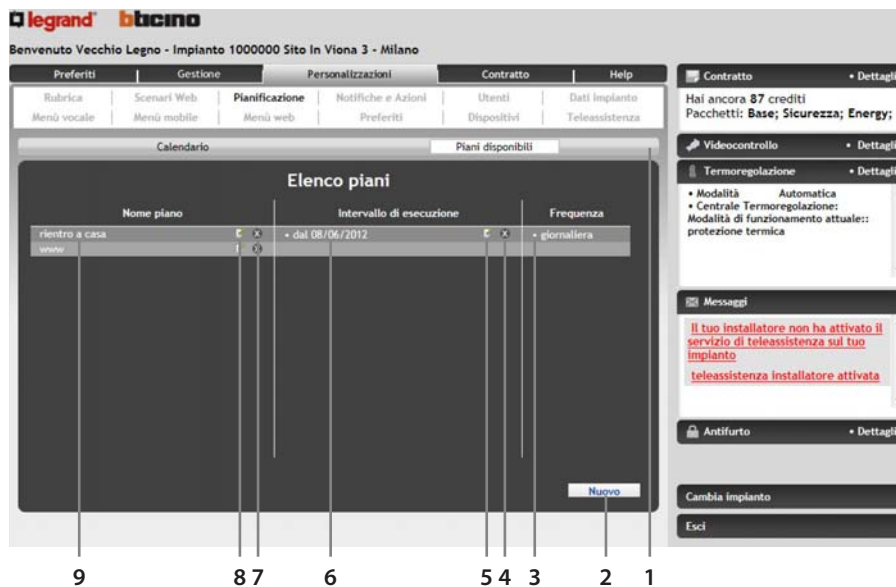 legrand bticino
Benvenuto Vecchio Legno - Impianto 1000000 Sito In Viona 3 - Milano
Preferiti Gestione Personalizzazioni Contratto Help
Rubrica Scenari Web Pianificazione Notifiche e Azioni Utenti Dati Impianto
Menù vocale Menù mobile Menù web Preferiti Dispositivi Teleassistenza
Calendario Piani disponibili
Elenco piani
Nome piano Intervallo di esecuzione Frequenza
rientro a casa • dal 08/06/2012 • giornaliera
www
Nuovo
Contratto • Dettagli
Hai ancora 87 crediti
Pacchetti: Base; Sicurezza; Energy;
Videocontrollo • Dettagli
Termoregolazione • Dettagli
• Modalità Automatica
• Centrale Termoregolazione:
Modalità di funzionamento attuale::
protezione termica
Messaggi
Il tuo installatore non ha attivato il
servizio di teleassistenza sul tuo
impianto
teleassistenza installatore attivata
Antifurto • Dettagli
Cambia impianto
Esci
9 8 7 6 5 4 3 2 1